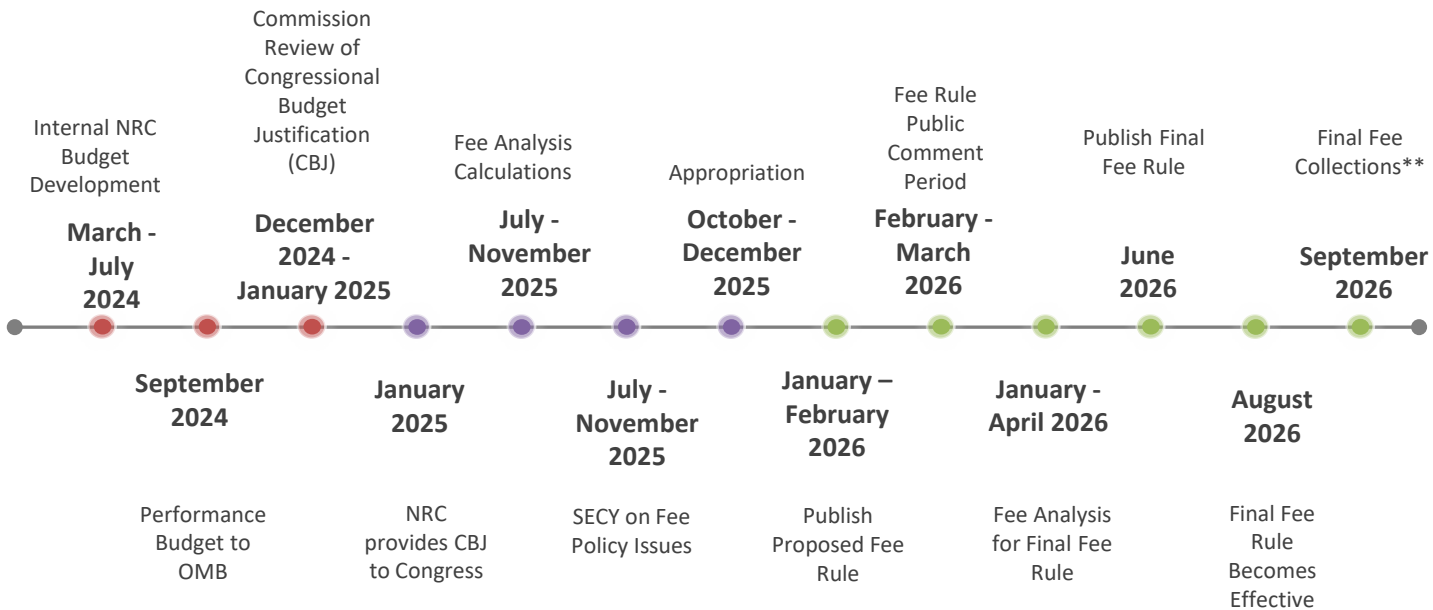 Internal NRC
Budget
Development
March -
July
2024
Commission
Review of
Congressional
Budget
Justification
(CBJ)
December
2024 -
January 2025
Fee Analysis
Calculations
July -
November
2025
Appropriation
October -
December
2025
Fee Rule
Public
Comment
Period
February -
March
2026
Publish Final
Fee Rule
June
2026
Final Fee
Collections**
September
2026
September
2024
Performance
Budget to
OMB
January
2025
NRC
provides CBJ
to Congress
July -
November
2025
SECY on Fee
Policy Issues
January –
February
2026
Publish
Proposed Fee
Rule
January -
April 2026
Fee Analysis
for Final Fee
Rule
August
2026
Final Fee
Rule
Becomes
Effective